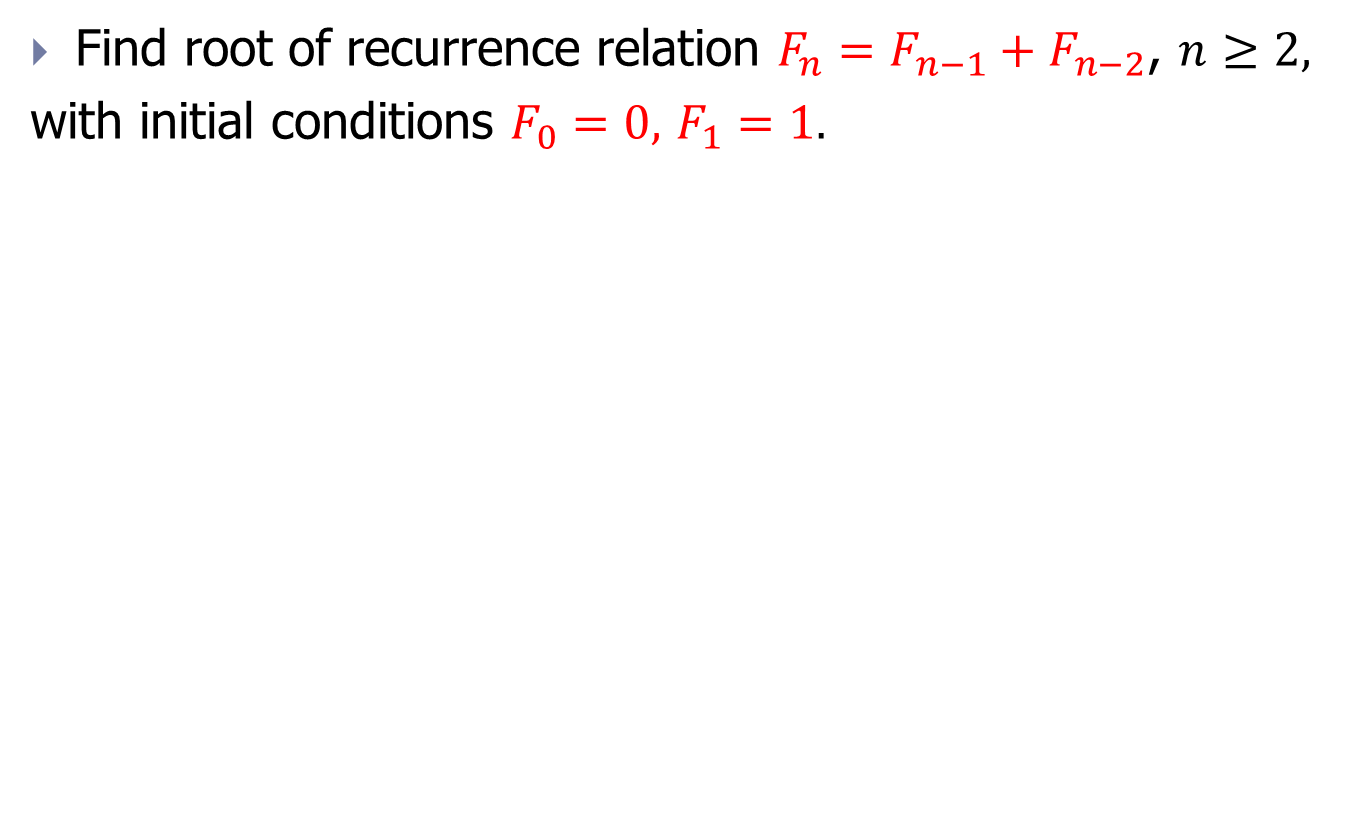 Find root of recurrence relation Fₙ = Fₙ₋₁ + Fₙ₋₂, n ≥ 2,
with initial conditions F₀ = 0, F₁ = 1.